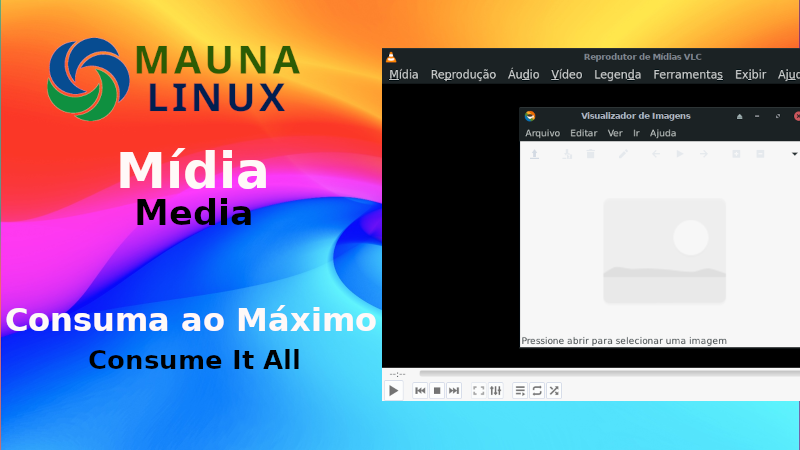 MAUNA
LINUX
Mídia
Media
Consuma ao Máximo
Consume It All
Reprodutor de Mídias VLC
Mídia Reprodução Áudio Vídeo Legenda Ferramentas Exibir
Visualizador de Imagens
Arquivo Editar Ver Ir Ajuda
Pressione abrir para selecionar uma imagem
--:--